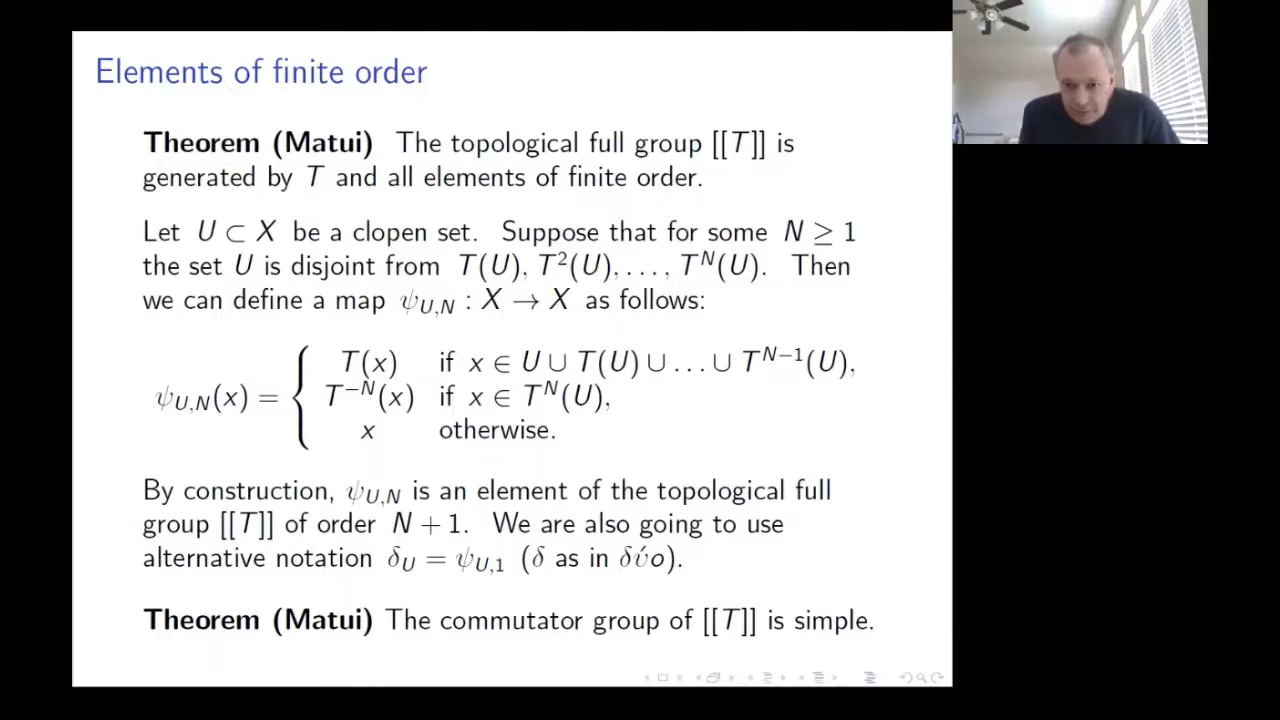 Elements of finite order
Theorem (Matui) The topological full group [[T]] is
generated by T and all elements of finite order.
Let U ⊂ X be a clopen set. Suppose that for some N ≥ 1
the set U is disjoint from T(U), T²(U), . . . , Tᴺ(U). Then
we can define a map ψ_{U,N} : X → X as follows:
ψ_{U,N}(x) = { T(x) if x ∈ U ∪ T(U) ∪ . . . ∪ Tᴺ⁻¹(U),
T⁻ᴺ(x) if x ∈ Tᴺ(U),
x otherwise.
By construction, ψ_{U,N} is an element of the topological full
group [[T]] of order N + 1. We are also going to use
alternative notation δ_U = ψ_{U,1} (δ as in δύο).
Theorem (Matui) The commutator group of [[T]] is simple.